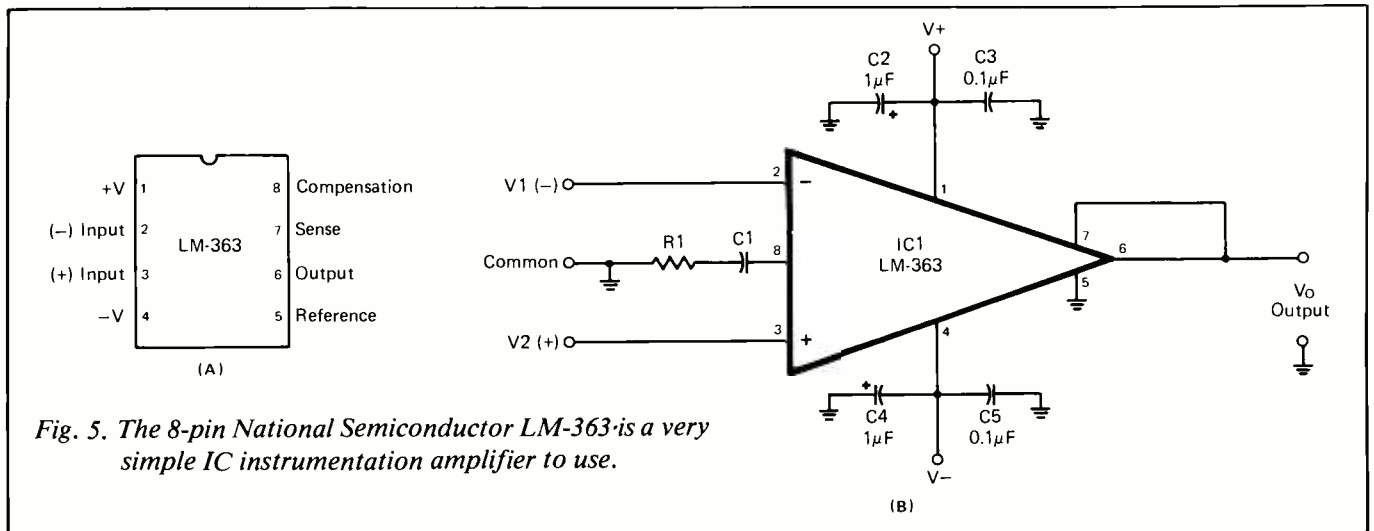 +V 1
(−) Input 2
(+) Input 3
−V 4
LM-363
8 Compensation
7 Sense
6 Output
5 Reference
(A)
V+
C2
1µF
+
C3
0.1µF
V1 (−)
2
−
1
Common
R1
C1
8
IC1
LM-363
7
6
5
V2 (+)
3
+
4
VO
Output
+
C4
1µF
C5
0.1µF
V−
(B)
Fig. 5. The 8-pin National Semiconductor LM-363 is a very
simple IC instrumentation amplifier to use.